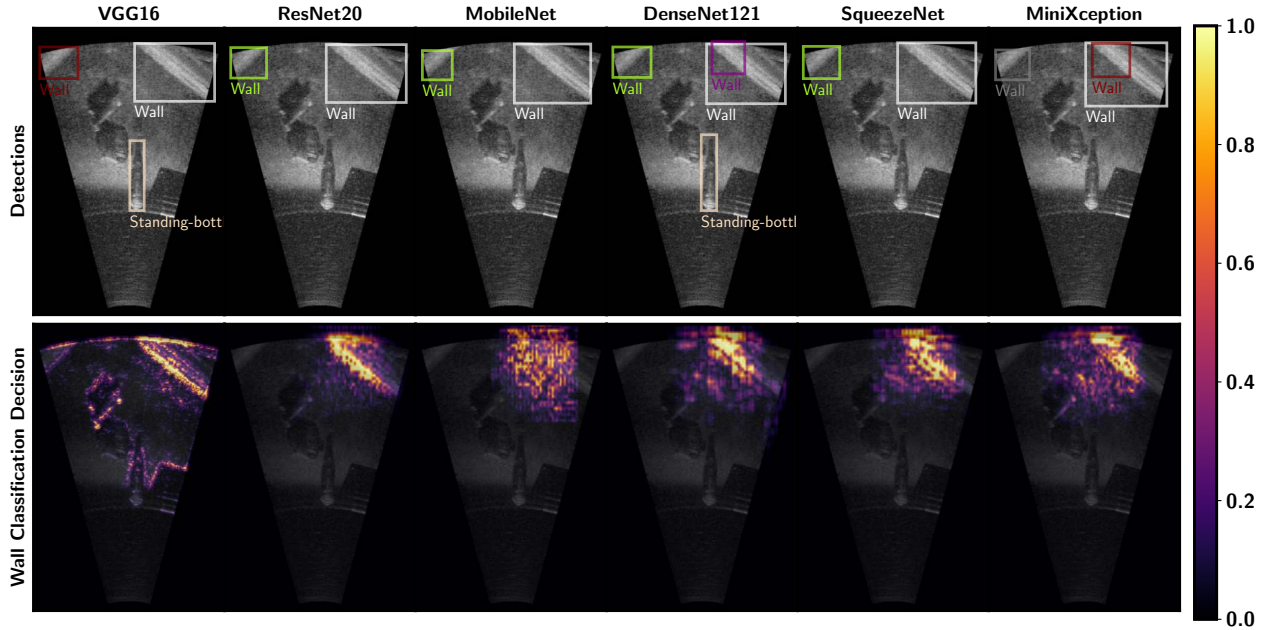 VGG16 ResNet20 MobileNet DenseNet121 SqueezeNet MiniXception
Detections
Wall Wall Standing-bott
Wall Wall
Wall Wall
Wall Wall Wall Standing-bottl
Wall Wall
Wall Wall
Wall Classification Decision
1.0
0.8
0.6
0.4
0.2
0.0